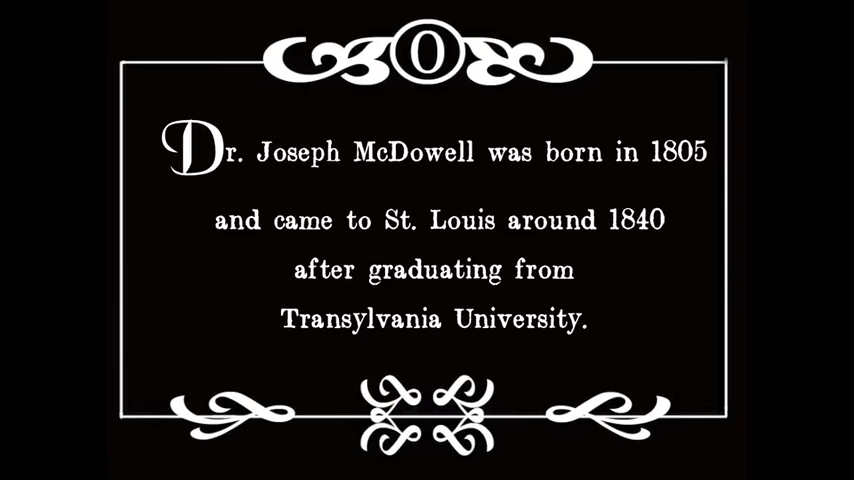 O
Dr. Joseph McDowell was born in 1805
and came to St. Louis around 1840
after graduating from
Transylvania University.